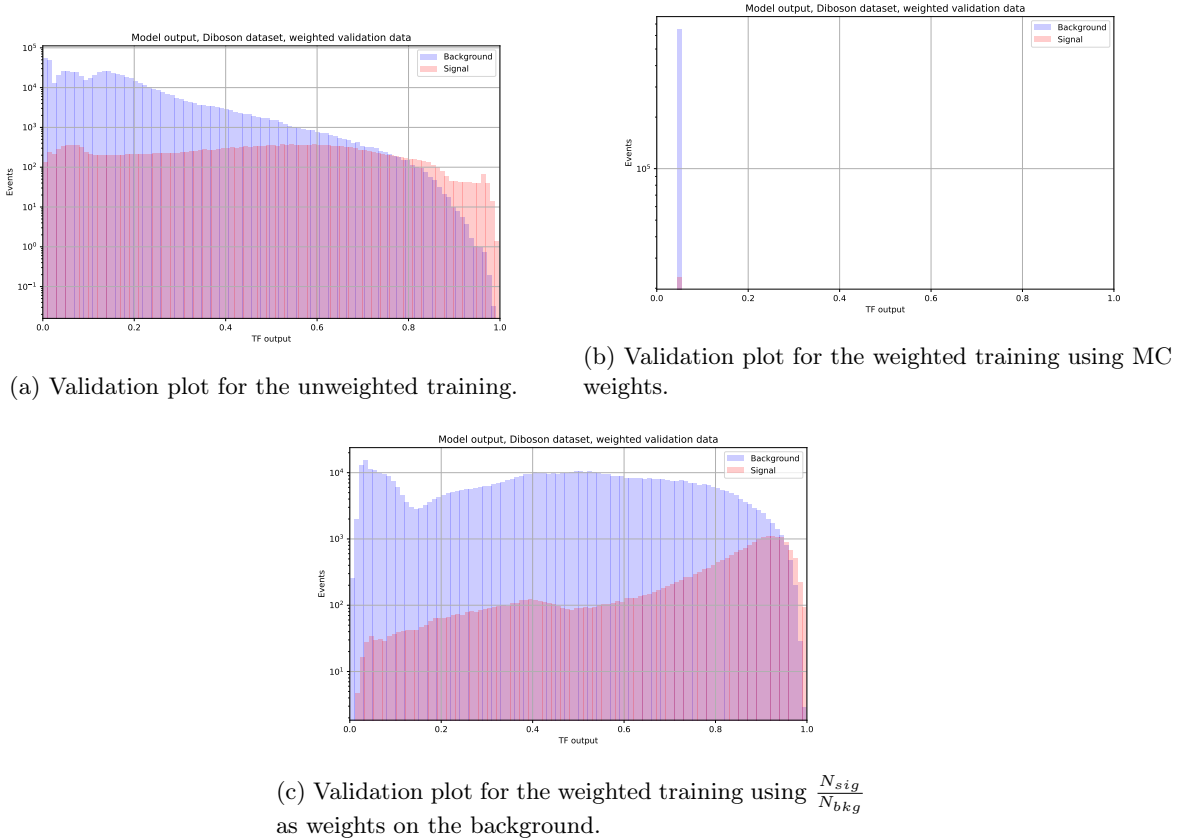 Model output, Diboson dataset, weighted validation data
Background
Signal
Events
10^5
10^4
10^3
10^2
10^1
10^0
10^{-1}
0.0 0.2 0.4 0.6 0.8 1.0
TF output
(a) Validation plot for the unweighted training.
Model output, Diboson dataset, weighted validation data
Background
Signal
Events
10^5
0.0 0.2 0.4 0.6 0.8 1.0
TF output
(b) Validation plot for the weighted training using MC
weights.
Model output, Diboson dataset, weighted validation data
Background
Signal
Events
10^4
10^3
10^2
10^1
0.0 0.2 0.4 0.6 0.8 1.0
TF output
(c) Validation plot for the weighted training using \frac{N_{sig}}{N_{bkg}}
as weights on the background.